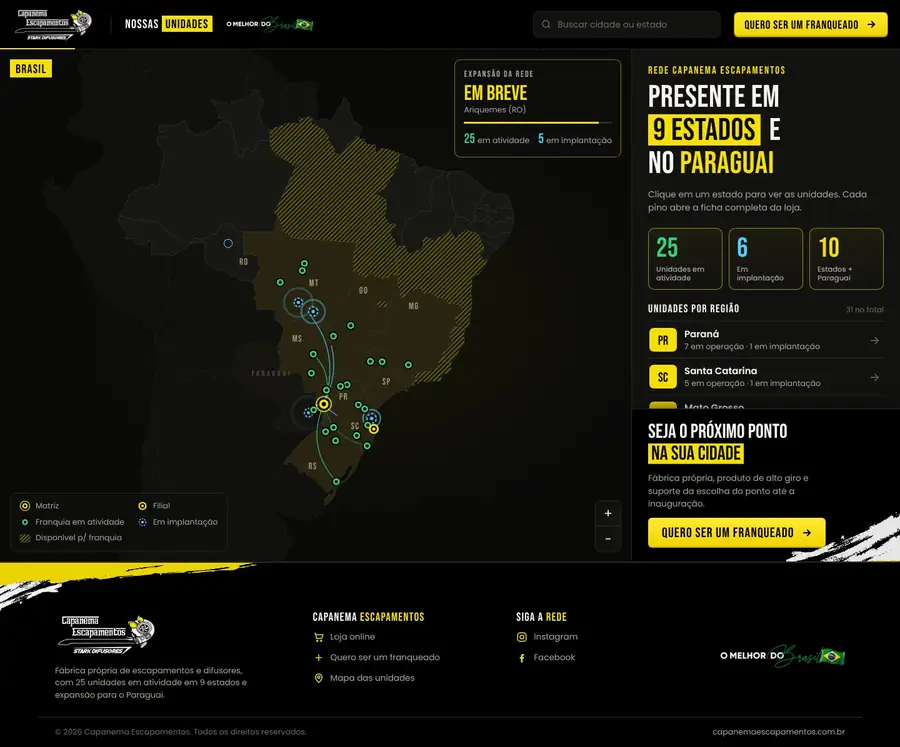 Capanema
Escapamentos
STARK DIFUSORES
NOSSAS UNIDADES
O MELHOR DO Brasil
Buscar cidade ou estado
QUERO SER UM FRANQUEADO →
BRASIL
EXPANSÃO DA REDE
EM BREVE
Ariquemes (RO)
25 em atividade 5 em implantação
RO
MT
GO
MG
MS
PARAGUAI
SP
PR
SC
RS
Matriz
Filial
Franquia em atividade
Em implantação
Disponível p/ franquia
+
−
REDE CAPANEMA ESCAPAMENTOS
PRESENTE EM
9 ESTADOS E
NO PARAGUAI
Clique em um estado para ver as unidades. Cada
pino abre a ficha completa da loja.
25
Unidades em
atividade
6
Em
implantação
10
Estados +
Paraguai
UNIDADES POR REGIÃO
31 no total
PR
Paraná
7 em operação · 1 em implantação
→
SC
Santa Catarina
5 em operação · 1 em implantação
→
Mato Grosso
SEJA O PRÓXIMO PONTO
NA SUA CIDADE
Fábrica própria, produto de alto giro e
suporte da escolha do ponto até a
inauguração.
QUERO SER UM FRANQUEADO →
Capanema
Escapamentos
STARK DIFUSORES
Fábrica própria de escapamentos e difusores,
com 25 unidades em atividade em 9 estados e
expansão para o Paraguai.
CAPANEMA ESCAPAMENTOS
Loja online
Quero ser um franqueado
Mapa das unidades
SIGA A REDE
Instagram
Facebook
O MELHOR DO Brasil
© 2026 Capanema Escapamentos. Todos os direitos reservados.
capanemaescapamentos.com.br